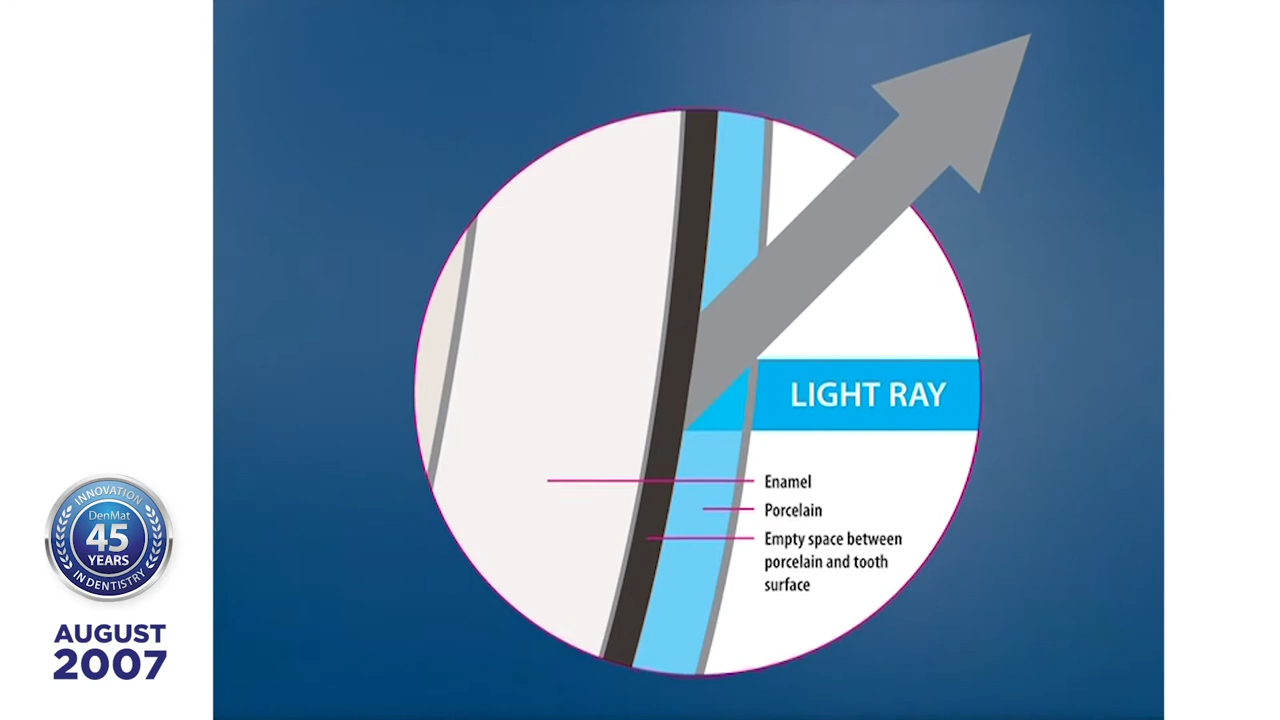 LIGHT RAY
Enamel
Porcelain
Empty space between
porcelain and tooth
surface
INNOVATION
DenMat
45
YEARS
IN DENTISTRY
AUGUST
2007